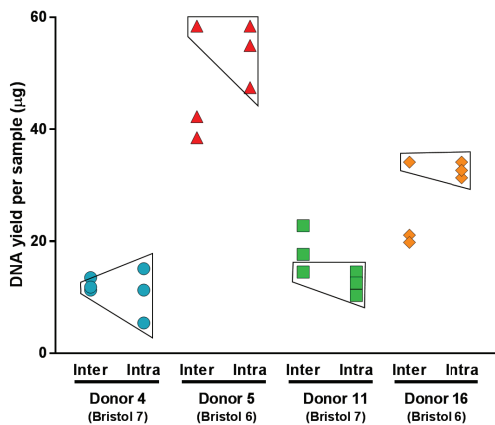 DNA yield per sample (µg)
60
40
20
0
Inter Intra Inter Intra Inter Intra Inter Intra
Donor 4 Donor 5 Donor 11 Donor 16
(Bristol 7) (Bristol 6) (Bristol 7) (Bristol 6)